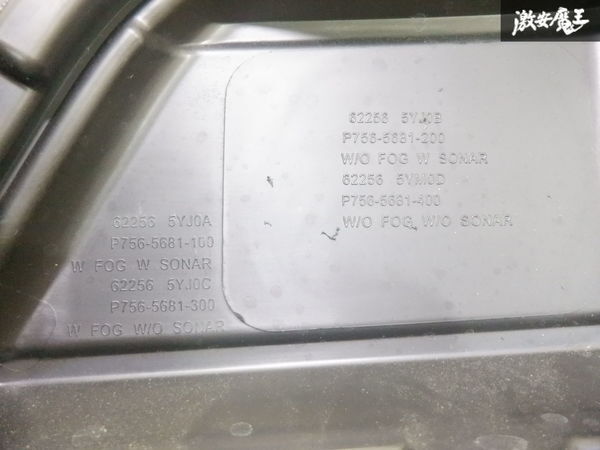 激安魔王
62256 5YJ0B
P756-5681-200
W/O FOG W SONAR
62256 5YM0D
P756-5681-400
W/O FOG W/O SONAR
62256 5YJ0A
P756-5681-100
W FOG W SONAR
62256 5YJ0C
P756-5681-300
W FOG W/O SONAR